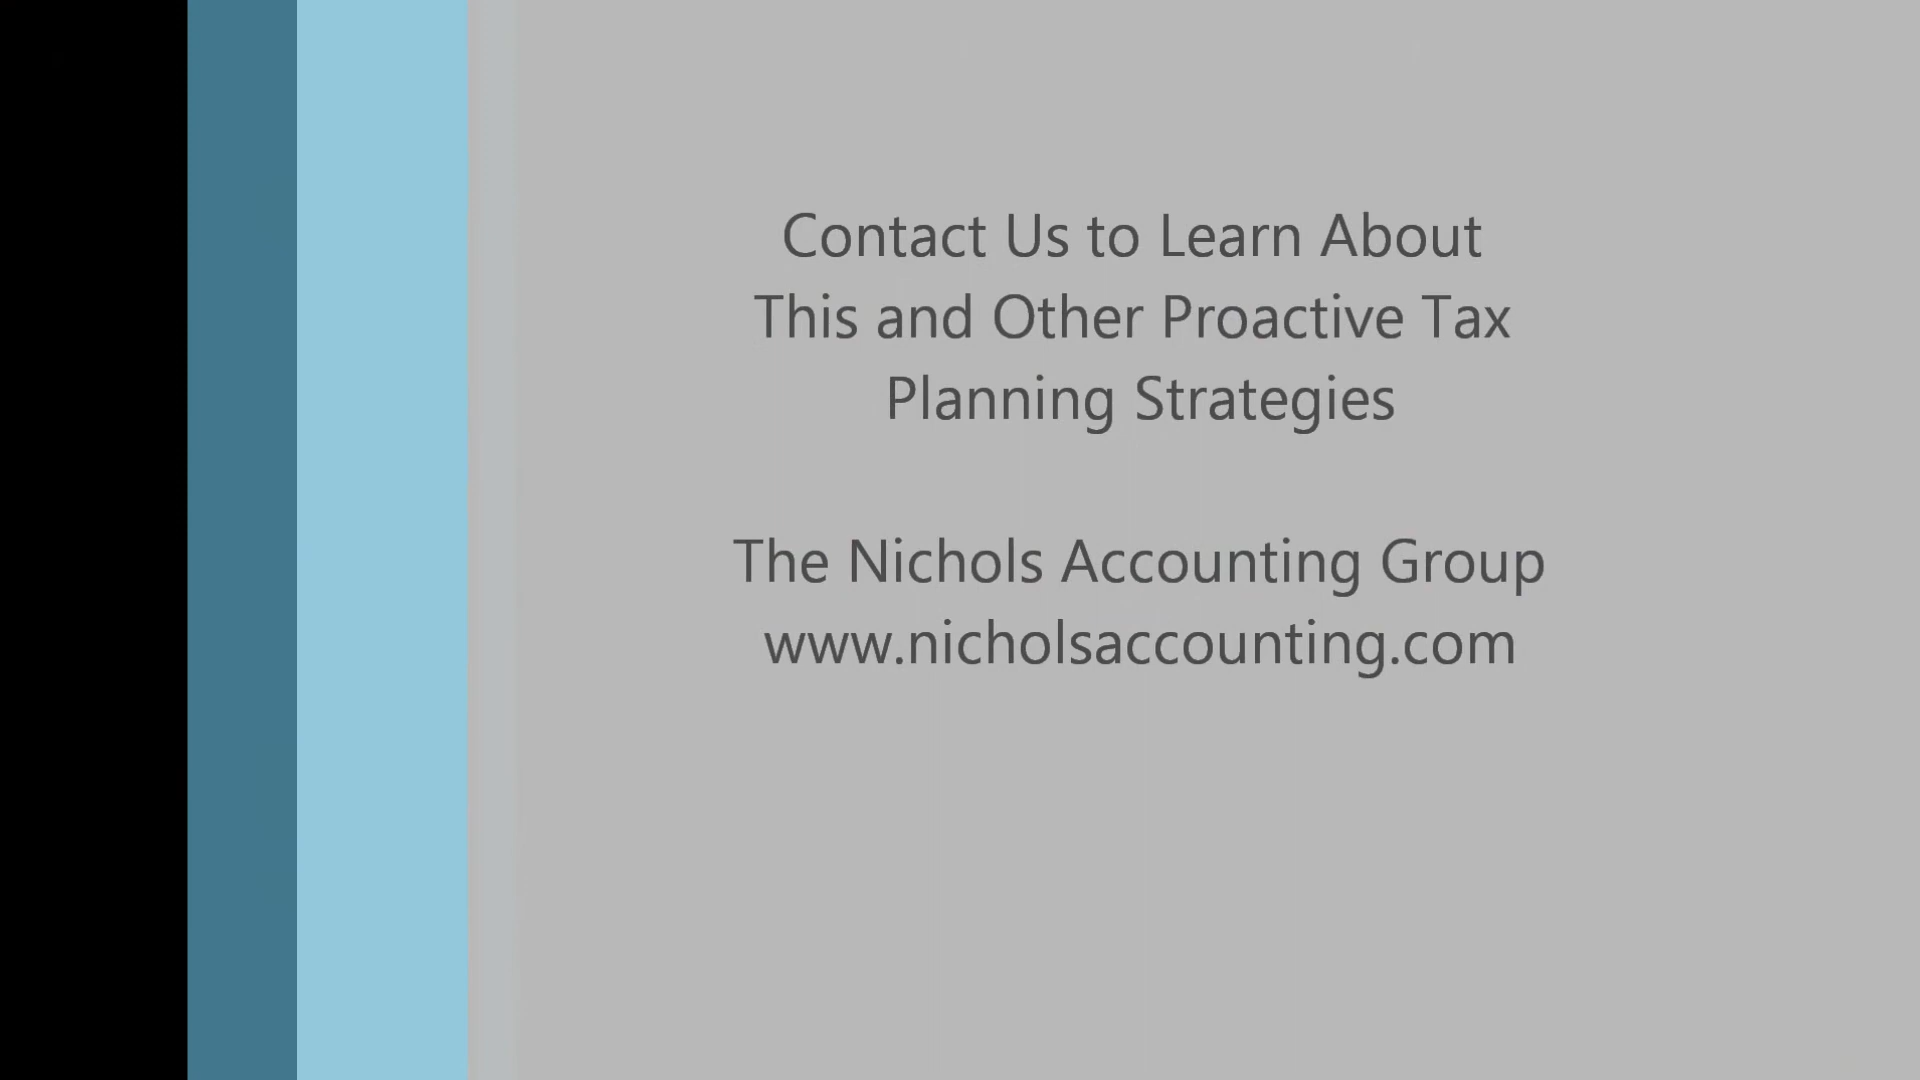 Contact Us to Learn About
This and Other Proactive Tax
Planning Strategies
The Nichols Accounting Group
www.nicholsaccounting.com